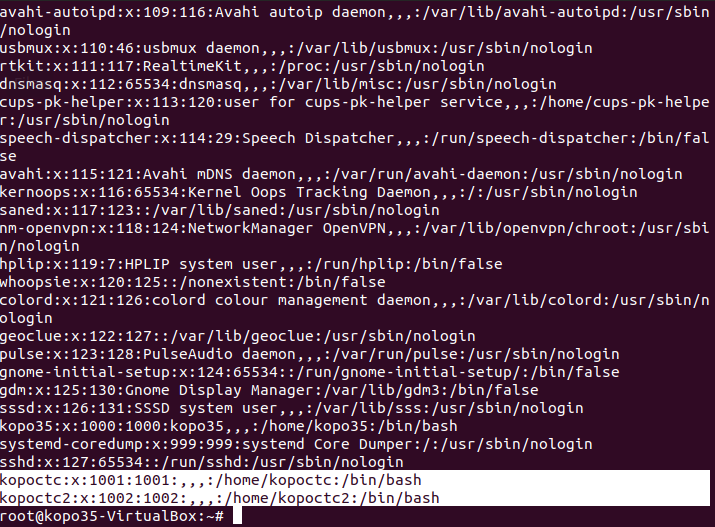 avahi-autoipd:x:109:116:Avahi autoip daemon,,,:/var/lib/avahi-autoipd:/usr/sbin
/nologin
usbmux:x:110:46:usbmux daemon,,,:/var/lib/usbmux:/usr/sbin/nologin
rtkit:x:111:117:RealtimeKit,,,:/proc:/usr/sbin/nologin
dnsmasq:x:112:65534:dnsmasq,,,:/var/lib/misc:/usr/sbin/nologin
cups-pk-helper:x:113:120:user for cups-pk-helper service,,,:/home/cups-pk-helpe
r:/usr/sbin/nologin
speech-dispatcher:x:114:29:Speech Dispatcher,,,:/run/speech-dispatcher:/bin/fal
se
avahi:x:115:121:Avahi mDNS daemon,,,:/var/run/avahi-daemon:/usr/sbin/nologin
kernoops:x:116:65534:Kernel Oops Tracking Daemon,,,:/:/usr/sbin/nologin
saned:x:117:123::/var/lib/saned:/usr/sbin/nologin
nm-openvpn:x:118:124:NetworkManager OpenVPN,,,:/var/lib/openvpn/chroot:/usr/sbi
n/nologin
hplip:x:119:7:HPLIP system user,,,:/run/hplip:/bin/false
whoopsie:x:120:125::/nonexistent:/bin/false
colord:x:121:126:colord colour management daemon,,,:/var/lib/colord:/usr/sbin/n
ologin
geoclue:x:122:127::/var/lib/geoclue:/usr/sbin/nologin
pulse:x:123:128:PulseAudio daemon,,,:/var/run/pulse:/usr/sbin/nologin
gnome-initial-setup:x:124:65534::/run/gnome-initial-setup/:/bin/false
gdm:x:125:130:Gnome Display Manager:/var/lib/gdm3:/bin/false
sssd:x:126:131:SSSD system user,,,:/var/lib/sss:/usr/sbin/nologin
kopo35:x:1000:1000:kopo35,,,:/home/kopo35:/bin/bash
systemd-coredump:x:999:999:systemd Core Dumper:/:/usr/sbin/nologin
sshd:x:127:65534::/run/sshd:/usr/sbin/nologin
kopoctc:x:1001:1001:,,,:/home/kopoctc:/bin/bash
kopoctc2:x:1002:1002:,,,:/home/kopoctc2:/bin/bash
root@kopo35-VirtualBox:~#